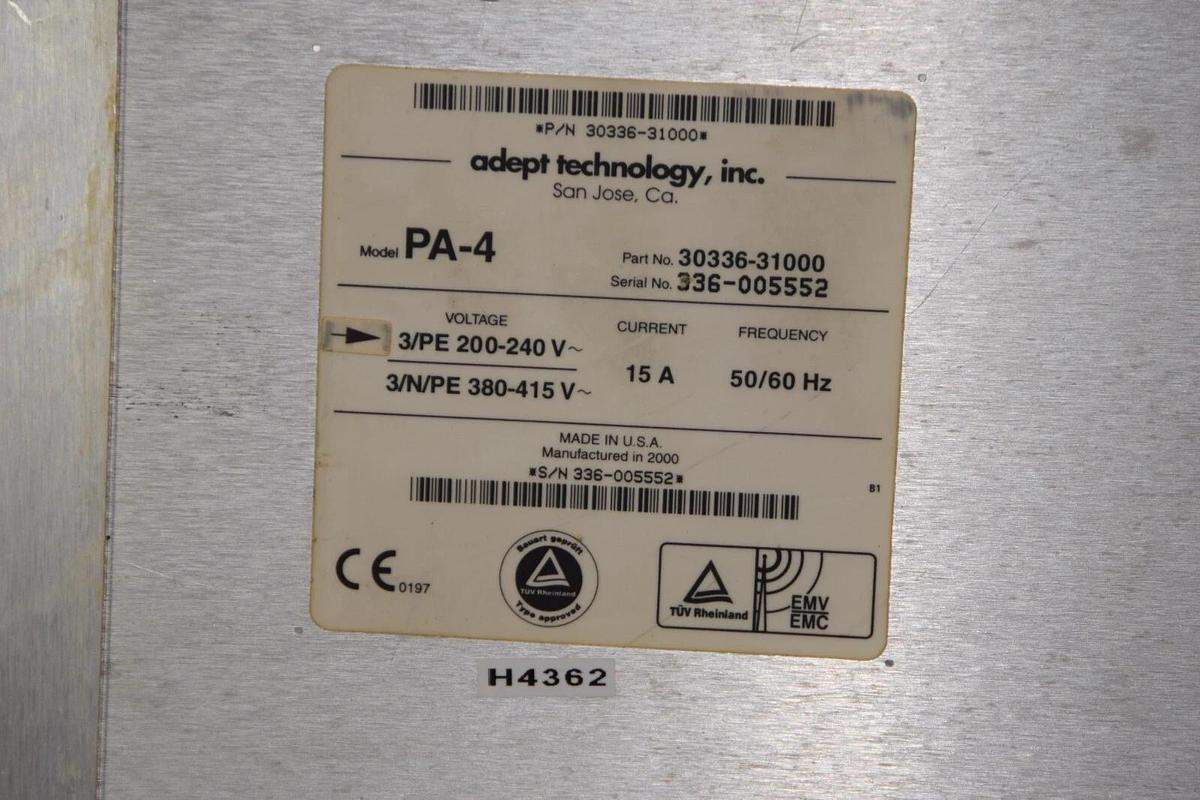 *P/N 30336-31000*
adept technology, inc.
San Jose, Ca.
Model PA-4
Part No. 30336-31000
Serial No. 336-005552
VOLTAGE CURRENT FREQUENCY
3/PE 200-240 V~
3/N/PE 380-415 V~
15 A 50/60 Hz
MADE IN U.S.A.
Manufactured in 2000
*S/N 336-005552*
B1
CE 0197
Bauart geprüft
TÜV Rheinland
Type approved
TÜV Rheinland
EMV
EMC
H4362